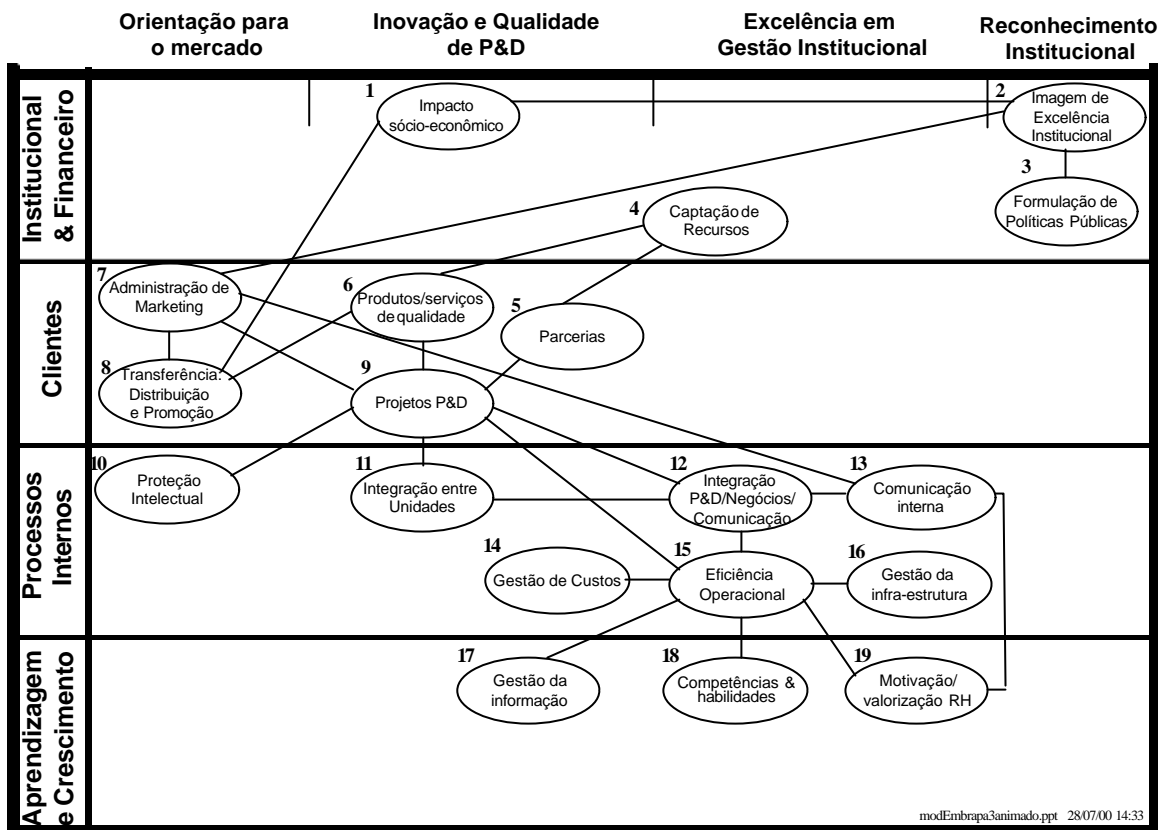 Orientação para
o mercado
Inovação e Qualidade
de P&D
Excelência em
Gestão Institucional
Reconhecimento
Institucional
Institucional
& Financeiro
1
Impacto
sócio-econômico
2
Imagem de
Excelência
Institucional
3
Formulação de
Políticas Públicas
4
Captação de
Recursos
Clientes
7
Administração de
Marketing
6
Produtos/serviços
de qualidade
5
Parcerias
8
Transferência:
Distribuição
e Promoção
9
Projetos P&D
Processos
Internos
10
Proteção
Intelectual
11
Integração entre
Unidades
12
Integração
P&D/Negócios/
Comunicação
13
Comunicação
interna
14
Gestão de Custos
15
Eficiência
Operacional
16
Gestão da
infra-estrutura
Aprendizagem
e Crescimento
17
Gestão da
informação
18
Competências &
habilidades
19
Motivação/
valorização RH
modEmbrapa3animado.ppt 28/07/00 14:33